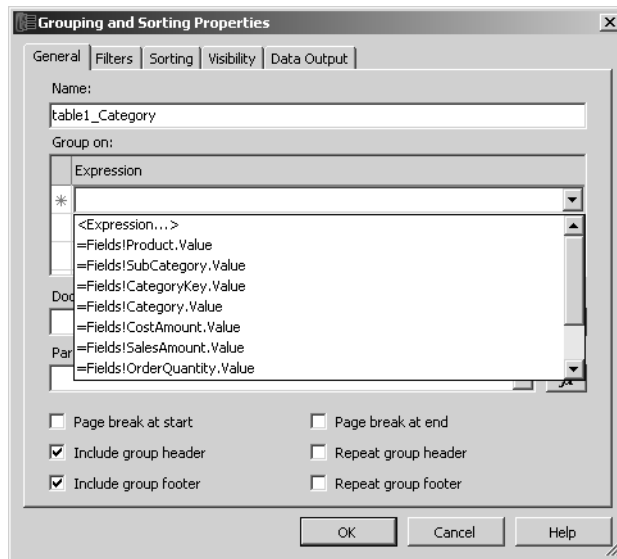 Grouping and Sorting Properties
General Filters Sorting Visibility Data Output
Name:
table1_Category
Group on:
Expression
<Expression...>
=Fields!Product.Value
=Fields!SubCategory.Value
=Fields!CategoryKey.Value
=Fields!Category.Value
Doc
=Fields!CostAmount.Value
=Fields!SalesAmount.Value
Par
=Fields!OrderQuantity.Value
Page break at start Page break at end
Include group header Repeat group header
Include group footer Repeat group footer
OK Cancel Help